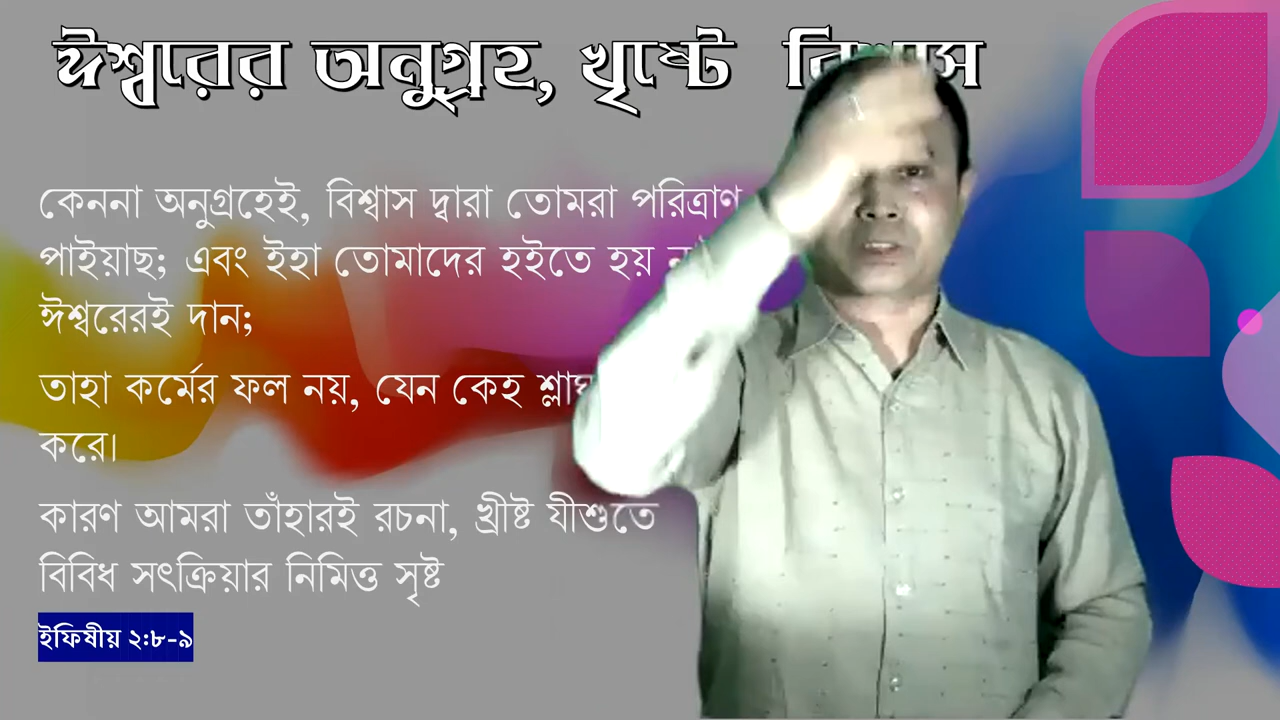 ঈশ্বরের অনুগ্রহ, খৃষ্টে
কেননা অনুগ্রহেই, বিশ্বাস দ্বারা তোমরা পরিত্রাণ
পাইয়াছ; এবং ইহা তোমাদের হইতে হয়
ঈশ্বরেরই দান;
তাহা কর্মের ফল নয়, যেন কেহ
করে।
কারণ আমরা তাঁহারই রচনা, খ্রীষ্ট যীশুতে
বিবিধ সৎক্রিয়ার নিমিত্ত সৃষ্ট
ইফিষীয় ২:৮-৯